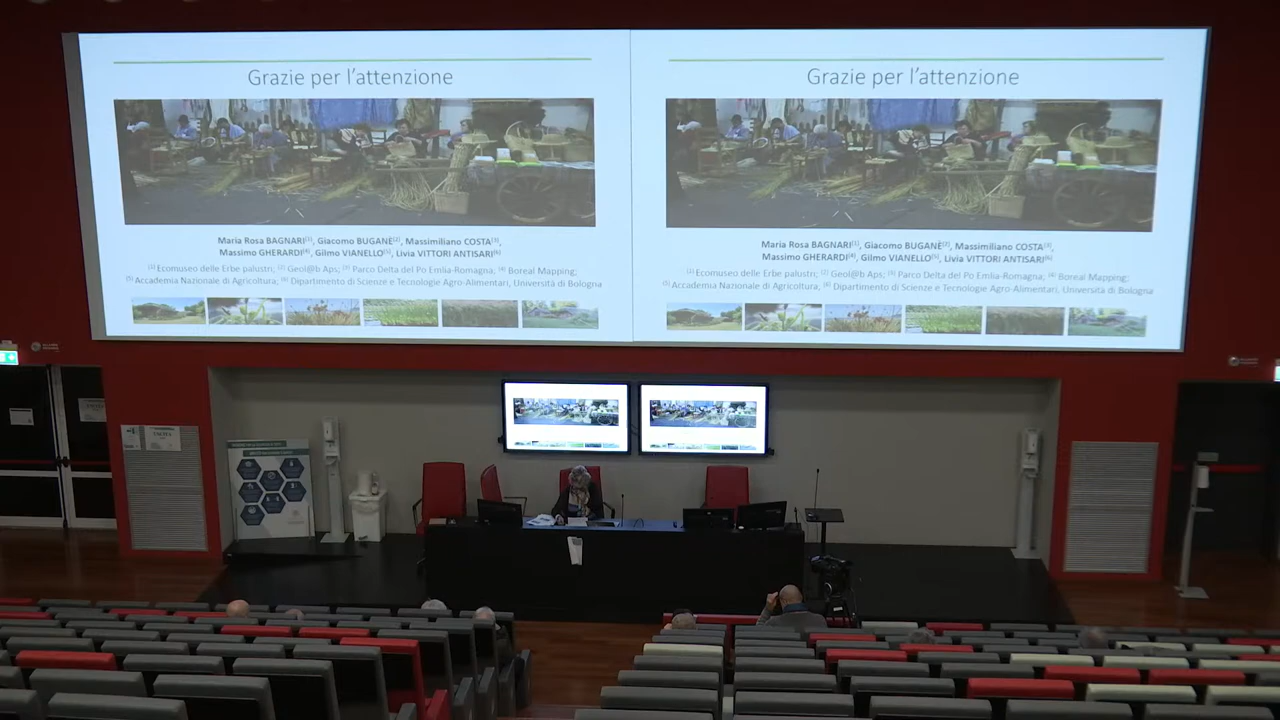 Grazie per l'attenzione
Maria Rosa BAGNARI⁽¹⁾, Giacomo BUGANÈ⁽²⁾, Massimiliano COSTA⁽³⁾,
Massimo GHERARDI⁽⁴⁾, Gilmo VIANELLO⁽⁵⁾, Livia VITTORI ANTISARI⁽⁶⁾
⁽¹⁾ Ecomuseo delle Erbe palustri; ⁽²⁾ Geol@b Aps; ⁽³⁾ Parco Delta del Po Emilia-Romagna; ⁽⁴⁾ Boreal Mapping;
⁽⁵⁾ Accademia Nazionale di Agricoltura; ⁽⁶⁾ Dipartimento di Scienze e Tecnologie Agro-Alimentari, Università di Bologna
Grazie per l'attenzione
Maria Rosa BAGNARI⁽¹⁾, Giacomo BUGANÈ⁽²⁾, Massimiliano COSTA⁽³⁾,
Massimo GHERARDI⁽⁴⁾, Gilmo VIANELLO⁽⁵⁾, Livia VITTORI ANTISARI⁽⁶⁾
⁽¹⁾ Ecomuseo delle Erbe palustri; ⁽²⁾ Geol@b Aps; ⁽³⁾ Parco Delta del Po Emilia-Romagna; ⁽⁴⁾ Boreal Mapping;
⁽⁵⁾ Accademia Nazionale di Agricoltura; ⁽⁶⁾ Dipartimento di Scienze e Tecnologie Agro-Alimentari, Università di Bologna